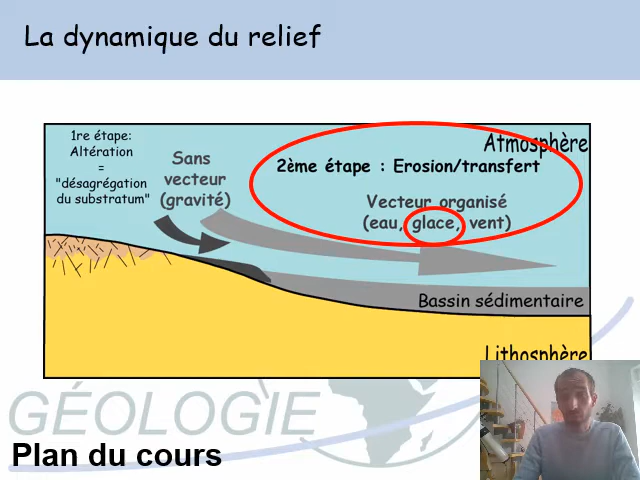 La dynamique du relief
1re étape:
Altération
=
"désagrégation
du substratum"
Sans
vecteur
(gravité)
Atmosphère
2ème étape : Erosion/transfert
Vecteur organisé
(eau, glace, vent)
Bassin sédimentaire
Lithosphère
GÉOLOGIE
Plan du cours